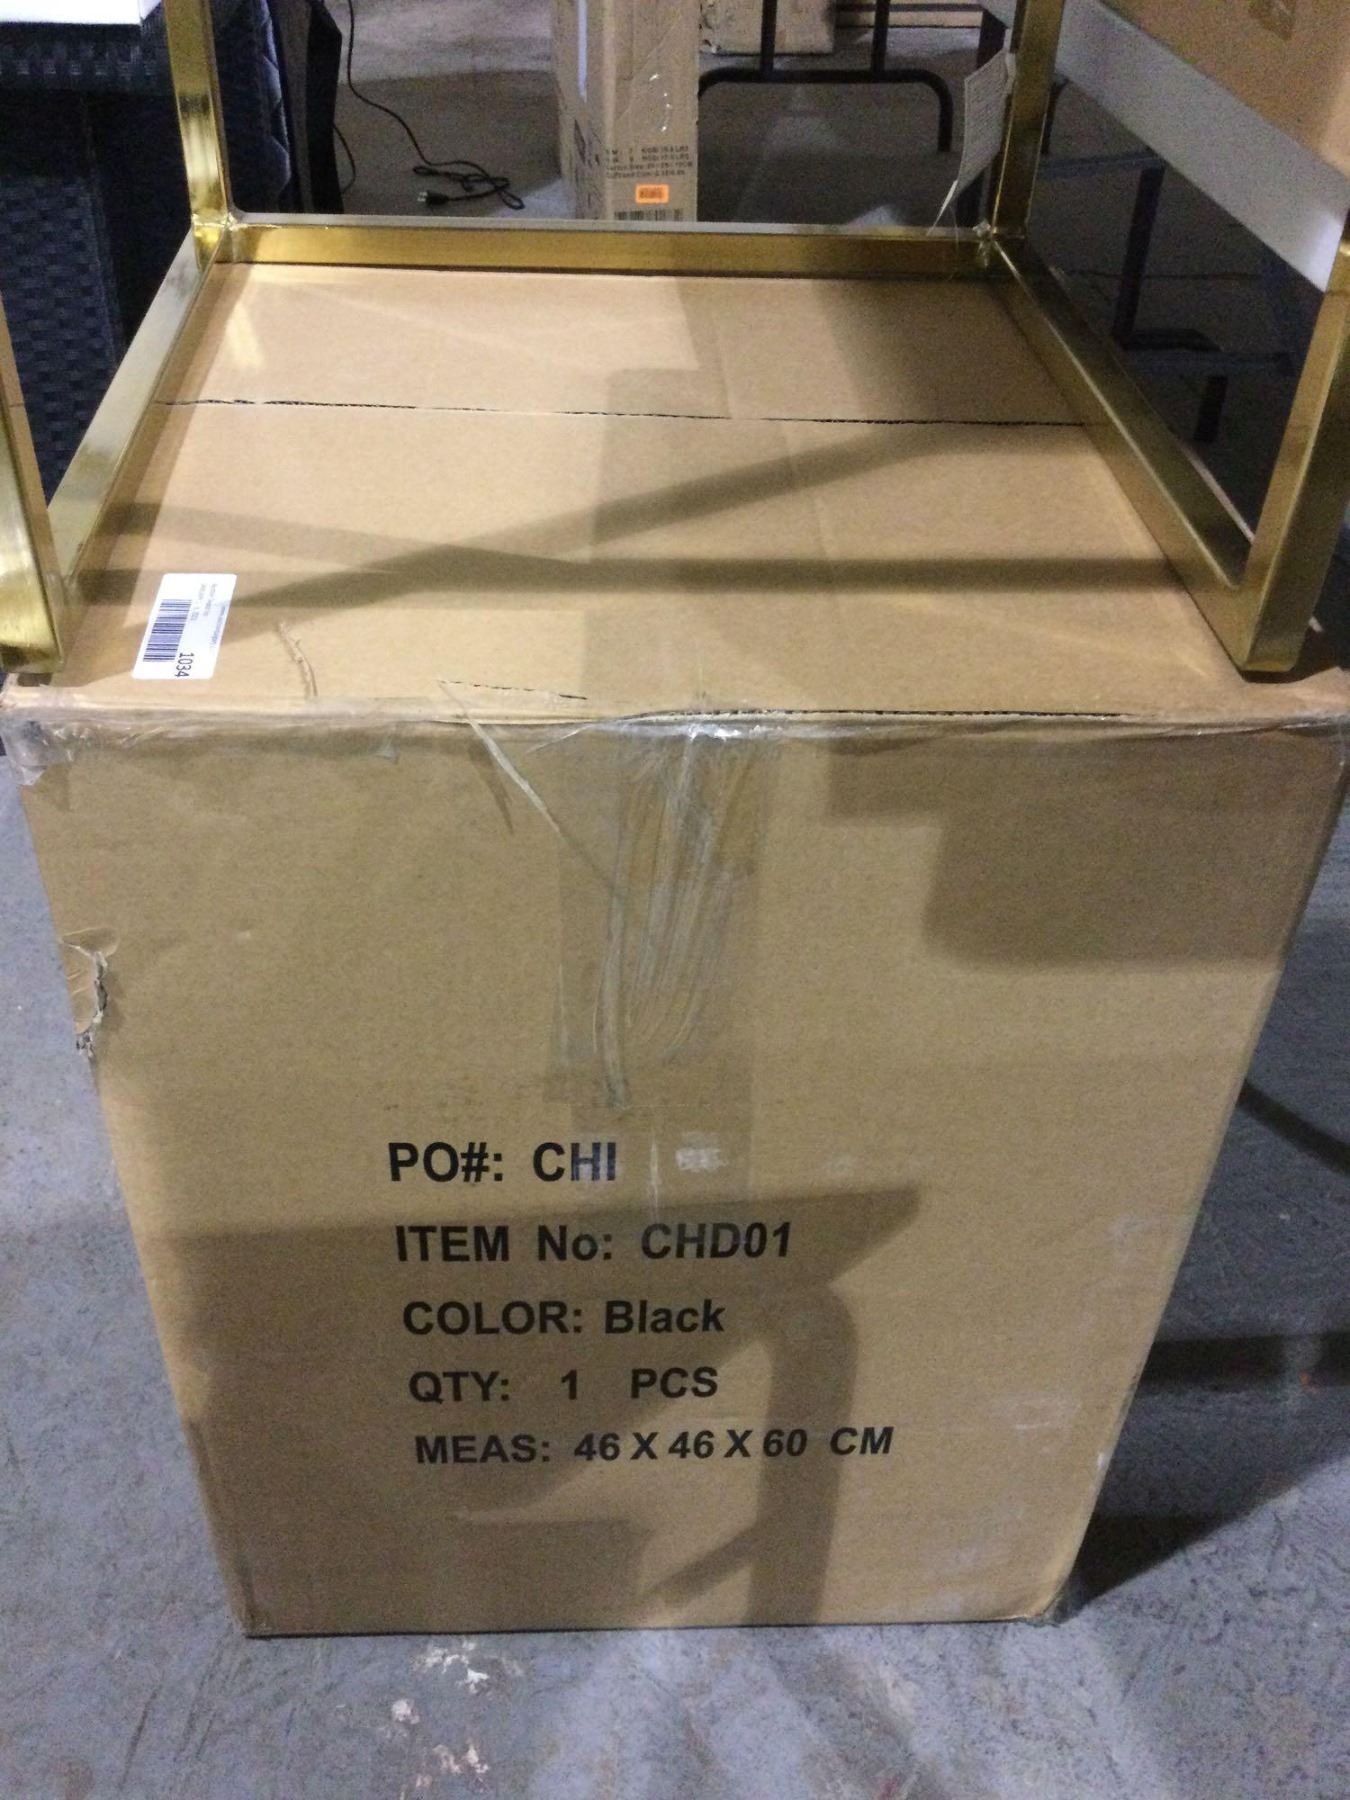 1034
PO#: CHI
ITEM No: CHD01
COLOR: Black
QTY: 1 PCS
MEAS: 46 X 46 X 60 CM